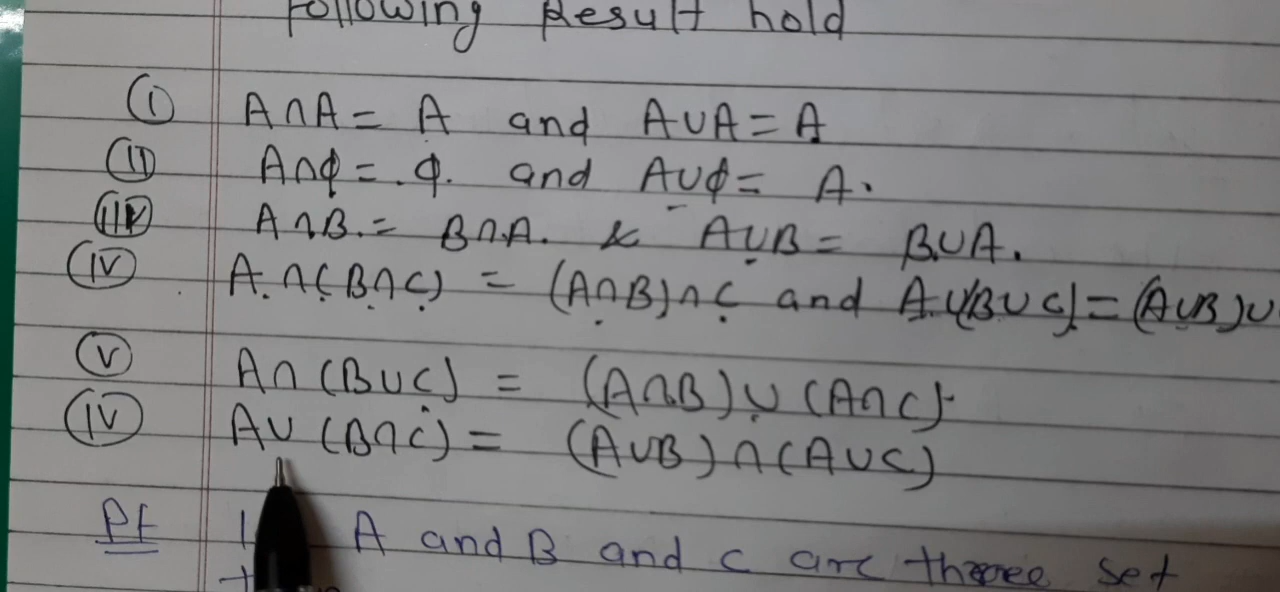 following Result hold
(i) A∩A = A and A∪A = A
(ii) A∩ϕ = .ϕ. and A∪ϕ = A.
(iii) A∩B. = B∩A. & A∪B = B∪A.
(iv) A.∩(B∩C) = (A∩B)∩C and A.∪(B∪C) = (A∪B)∪
(v) A∩(B∪C) = (A∩B)∪(A∩C).
(iv) A∪(B∩C) = (A∪B)∩(A∪C)
Pf A and B and C are three set